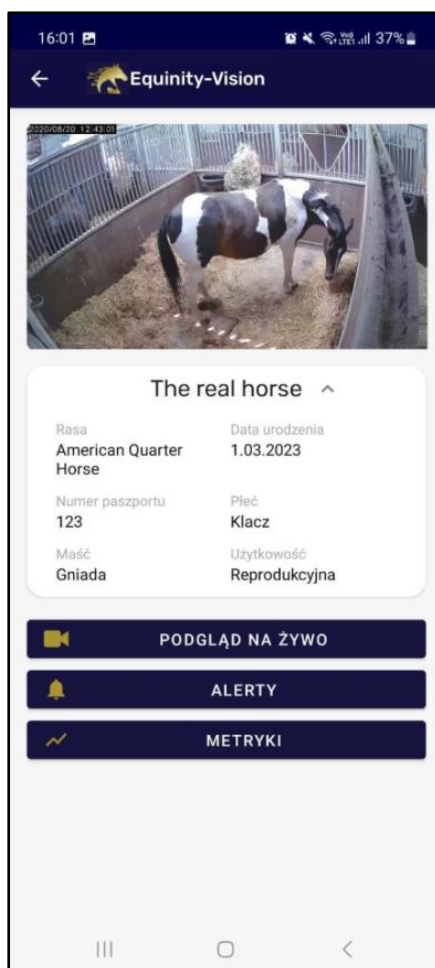 16:01
37%
Equinity-Vision
2020/08/20 12:43:01
The real horse
Rasa
Data urodzenia
American Quarter
Horse
1.03.2023
Numer paszportu
Płeć
123
Klacz
Maść
Użytkowość
Gniada
Reprodukcyjna
PODGLĄD NA ŻYWO
ALERTY
METRYKI